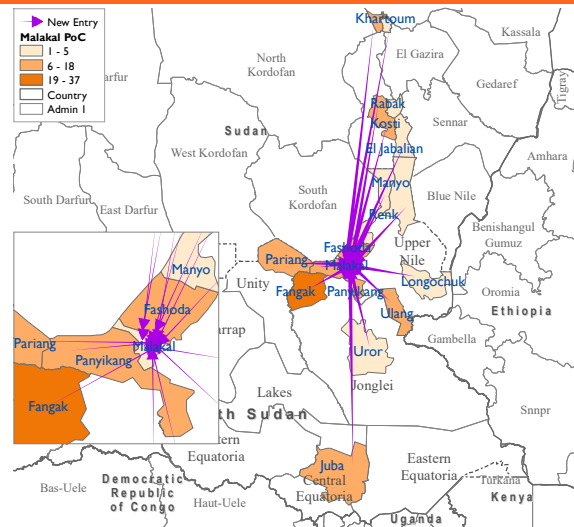 New Entry
Malakal PoC
1 - 5
6 - 18
19 - 37
Country
Admin 1
Khartoum
Kassala
El Gazira
North
Kordofan
Gedaref
Tigray
Rabak
Kosti
Sennar
Sudan
El Jabalian
West Kordofan
Amhara
Manyo
South
Kordofan
Blue Nile
South Darfur
East Darfur
Renk
Benishangul
Gumuz
Fashoda
Upper
Nile
Pariang
Malakal
Unity
Fangak
Panyikang
Longochuk
Oromia
Ethiopia
Ulang
Gambella
Uror
Jonglei
Lakes
th Sudan
Snnpr
Manyo
Fashoda
Pariang
Malakal
Panyikang
Fangak
arrap
tern
Equatoria
Juba
Central
Equatoria
Eastern
Equatoria
Bas-Uele
Democratic
Republic
of Congo
Haut-Uele
Turkana
Kenya
Uganda
arfur